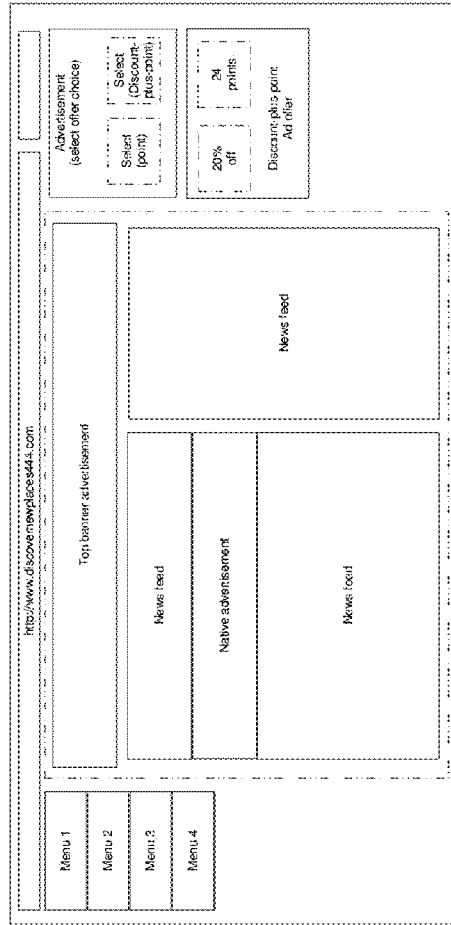 http://www.discovernewplaces444.com
Menu 1
Menu 2
Menu 3
Menu 4
Top banner advertisement
News feed
Native advertisement
News feed
News feed
Advertisement
(select offer choice)
Select
(point)
Select
(Discount-
plus-point)
20%
off
24
points
Discount-plus-point
Ad offer